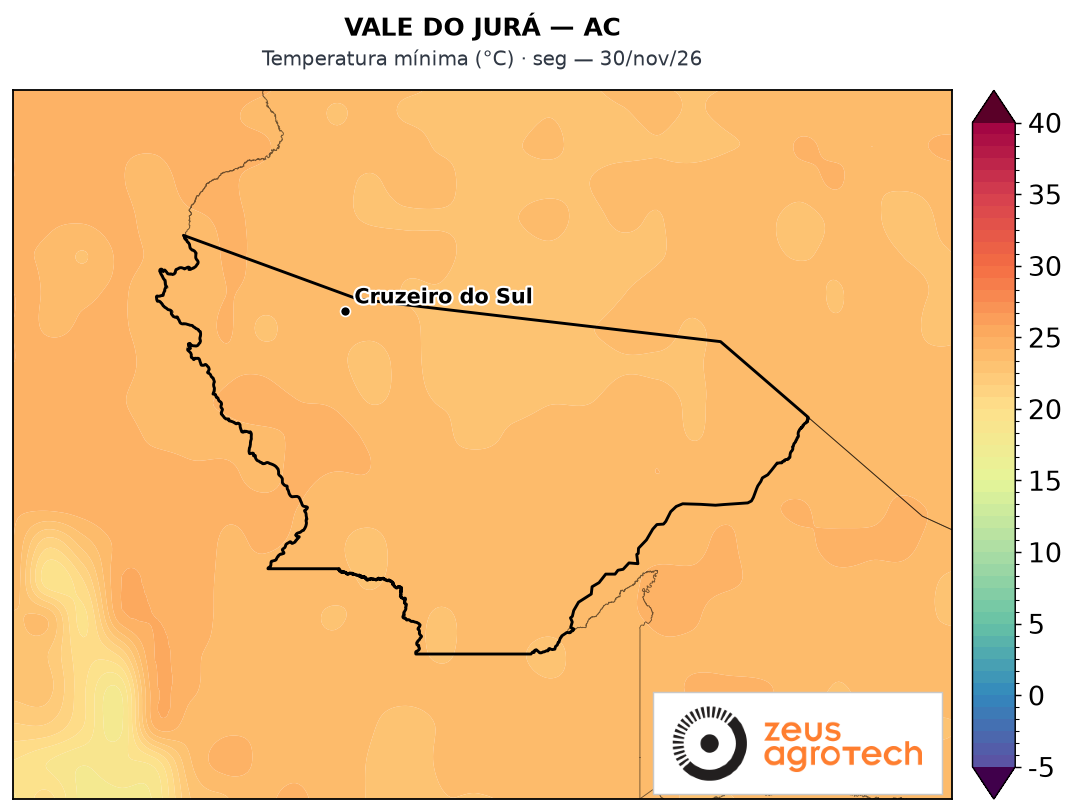 VALE DO JURÁ — AC
Temperatura mínima (°C) · seg — 30/nov/26
Cruzeiro do Sul
40
35
30
25
20
15
10
5
0
-5
zeus
agrotech